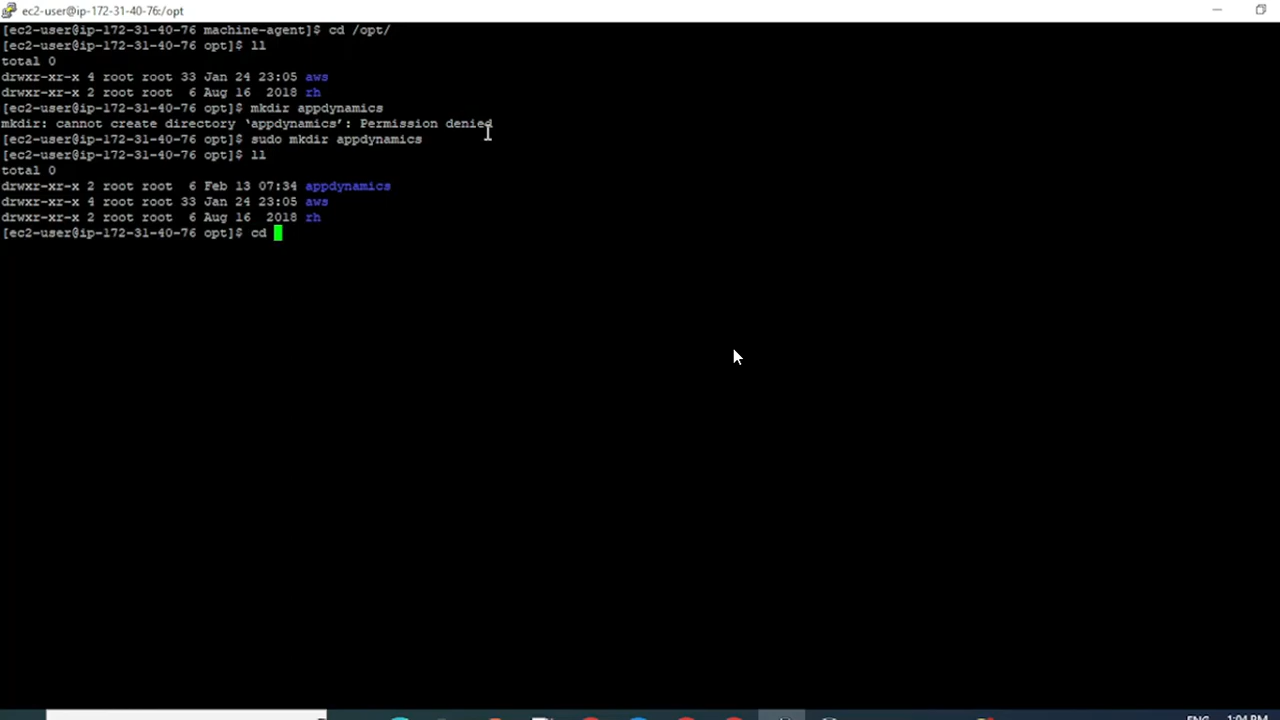 ec2-user@ip-172-31-40-76:/opt
[ec2-user@ip-172-31-40-76 machine-agent]$ cd /opt/
[ec2-user@ip-172-31-40-76 opt]$ ll
total 0
drwxr-xr-x 4 root root 33 Jan 24 23:05 aws
drwxr-xr-x 2 root root  6 Aug 16  2018 rh
[ec2-user@ip-172-31-40-76 opt]$ mkdir appdynamics
mkdir: cannot create directory ‘appdynamics’: Permission denied
[ec2-user@ip-172-31-40-76 opt]$ sudo mkdir appdynamics
[ec2-user@ip-172-31-40-76 opt]$ ll
total 0
drwxr-xr-x 2 root root  6 Feb 13 07:34 appdynamics
drwxr-xr-x 4 root root 33 Jan 24 23:05 aws
drwxr-xr-x 2 root root  6 Aug 16  2018 rh
[ec2-user@ip-172-31-40-76 opt]$ cd
ENG 1:04 PM